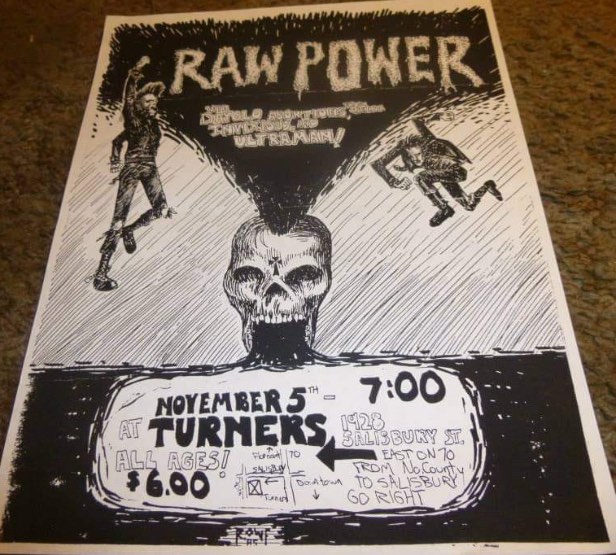 RAW POWER
ULTRAMAN!
NOVEMBER 5TH - 7:00
AT TURNERS
1928
SALISBURY ST.
ALL AGES!
$6.00
EAST ON 70
FROM No. County
TO SALISBURY
GO RIGHT
70
SALISBURY
Downtown